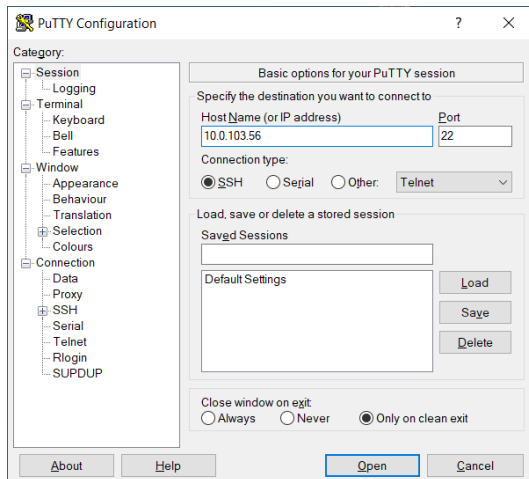 PuTTY Configuration
?
Category:
Session
Logging
Terminal
Keyboard
Bell
Features
Window
Appearance
Behaviour
Translation
Selection
Colours
Connection
Data
Proxy
SSH
Serial
Telnet
Rlogin
SUPDUP
Basic options for your PuTTY session
Specify the destination you want to connect to
Host Name (or IP address) Port
10.0.103.56 22
Connection type:
SSH Serial Other: Telnet
Load, save or delete a stored session
Saved Sessions
Default Settings
Load
Save
Delete
Close window on exit:
Always Never Only on clean exit
About Help Open Cancel